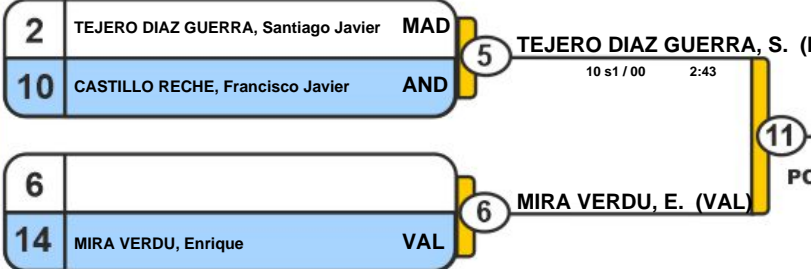 2 TEJERO DIAZ GUERRA, Santiago Javier MAD
10 CASTILLO RECHE, Francisco Javier AND
5
TEJERO DIAZ GUERRA, S. (
10 s1 / 00 2:43
11
6
14 MIRA VERDU, Enrique VAL
6
MIRA VERDU, E. (VAL)